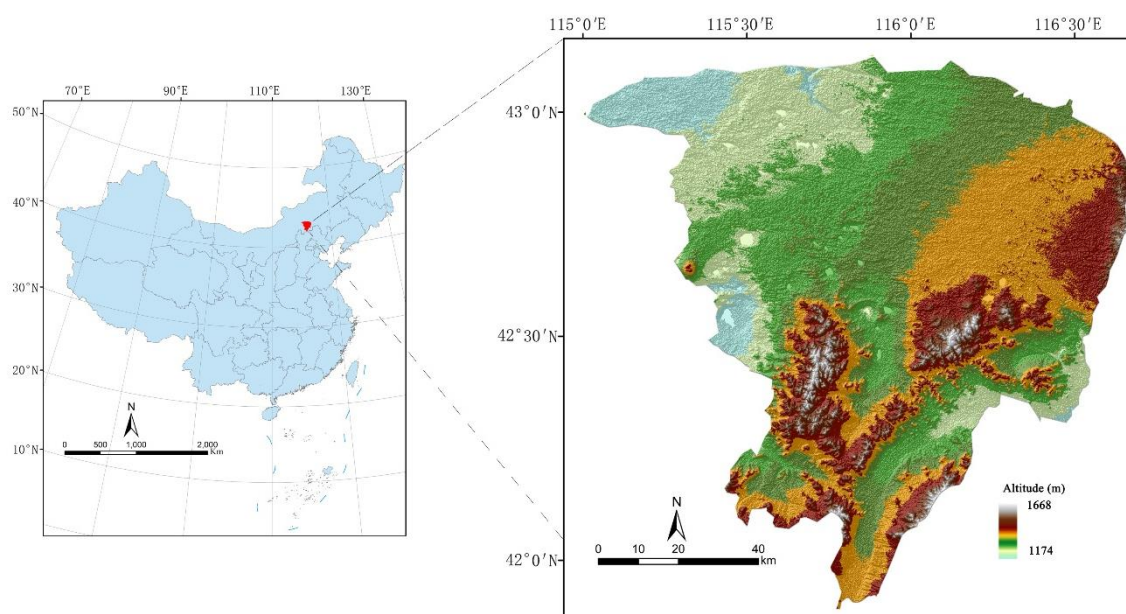 70°E 90°E 110°E 130°E
50°N
40°N
30°N
20°N
10°N
N
0 500 1,000 2,000
Km
115°0′E 115°30′E 116°0′E 116°30′E
43°0′N
42°30′N
42°0′N
N
0 10 20 40
km
Altitude (m)
1668
1174